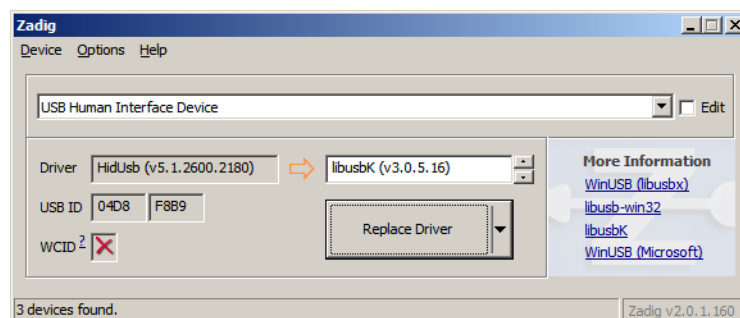 Zadig
Device Options Help
USB Human Interface Device
Edit
Driver HidUsb (v5.1.2600.2180) libusbK (v3.0.5.16)
USB ID 04D8 F8B9
WCID ?
Replace Driver
More Information
WinUSB (libusbx)
libusb-win32
libusbK
WinUSB (Microsoft)
3 devices found.
Zadig v2.0.1.160